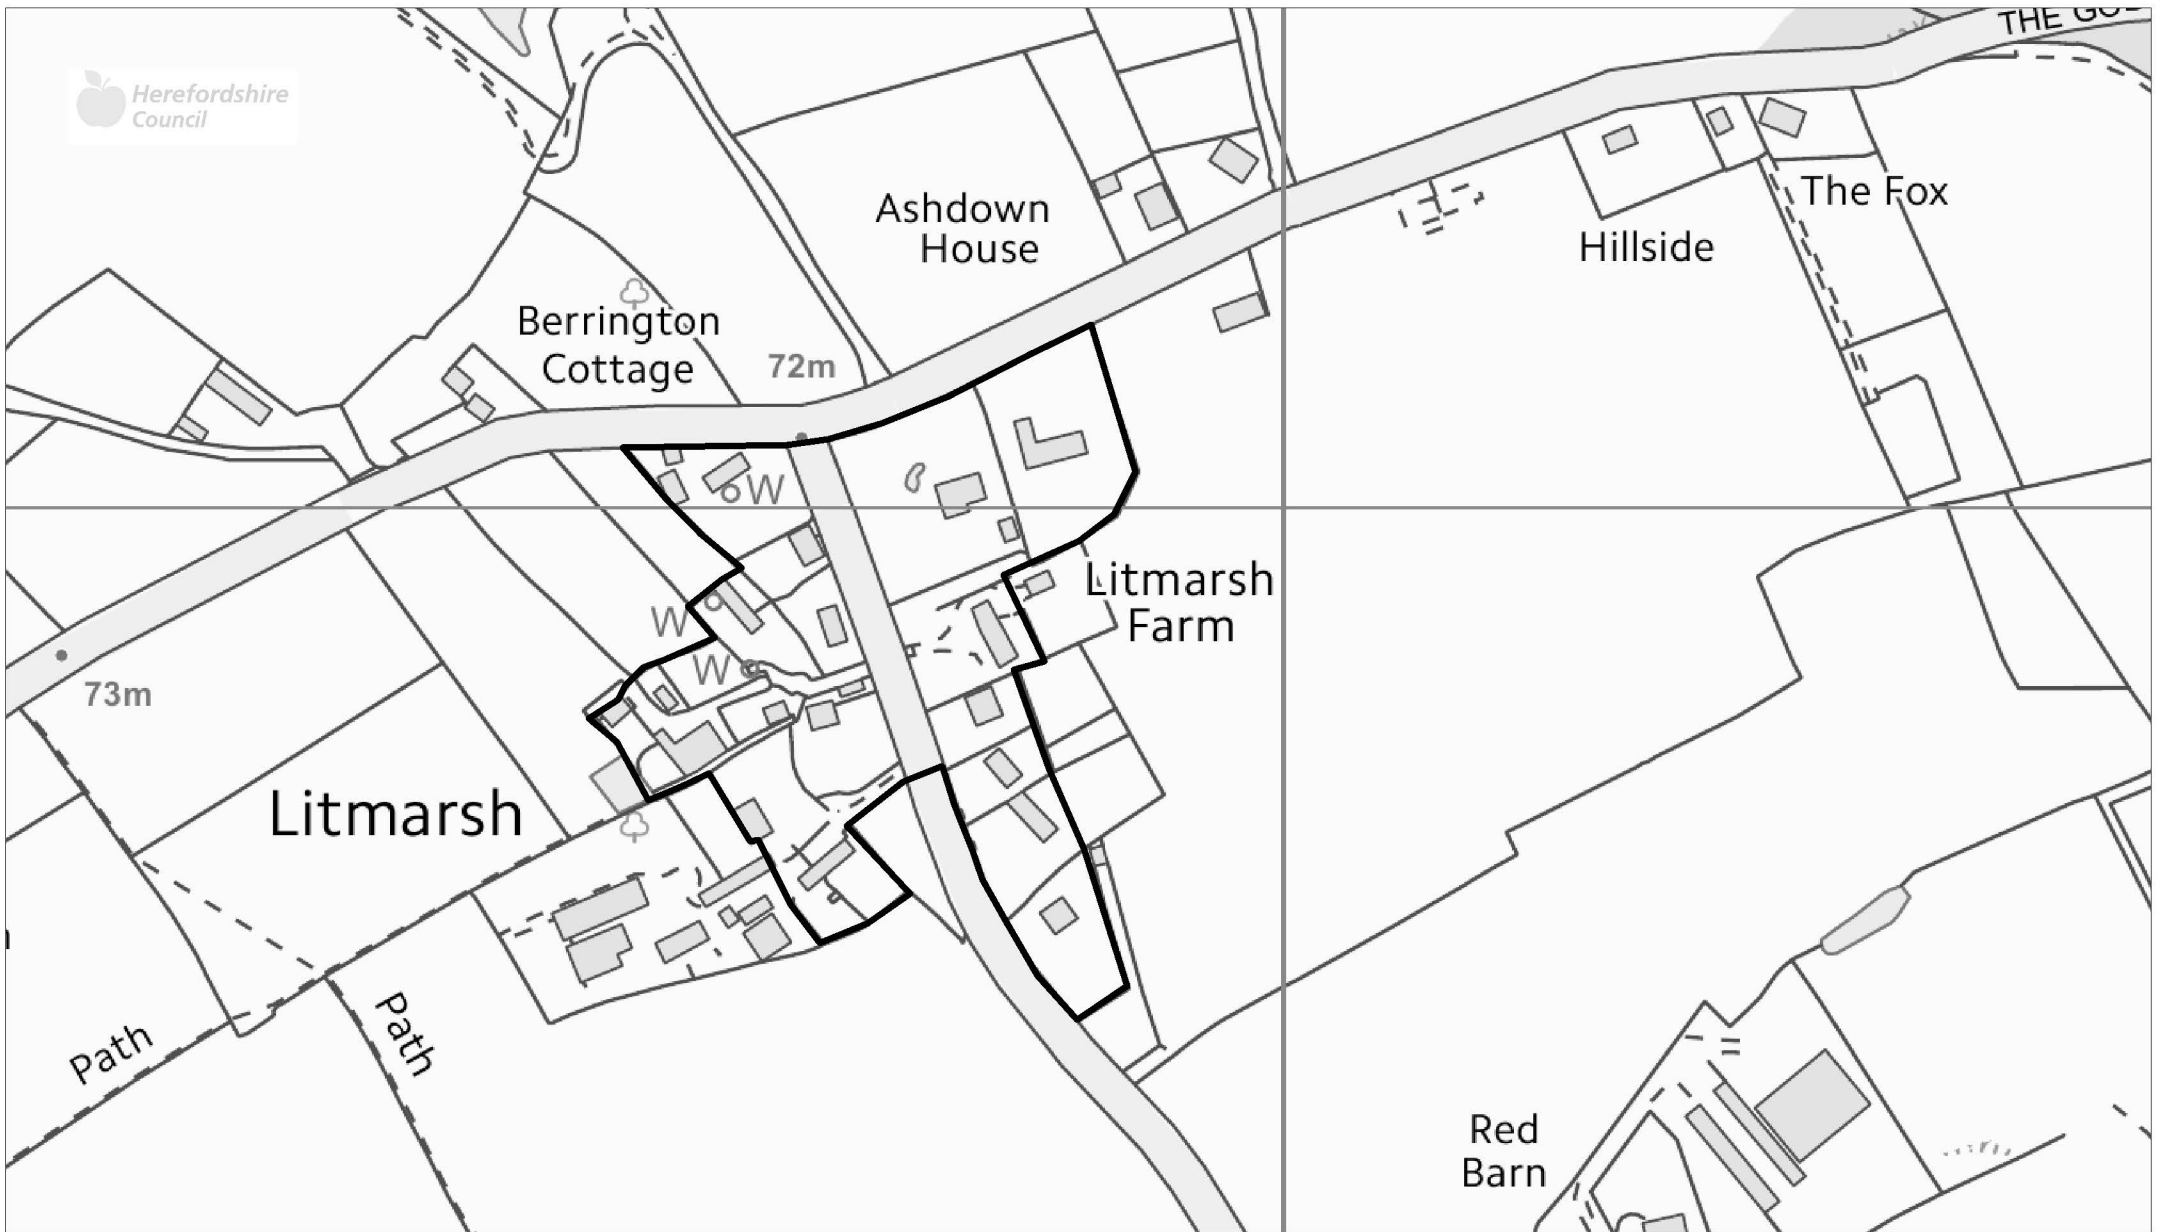 Herefordshire
Council
THE GO
Ashdown
House
The Fox
Hillside
Berrington
Cottage
72m
W
Litmarsh
Farm
W
W
73m
Litmarsh
Path
Path
Red
Barn